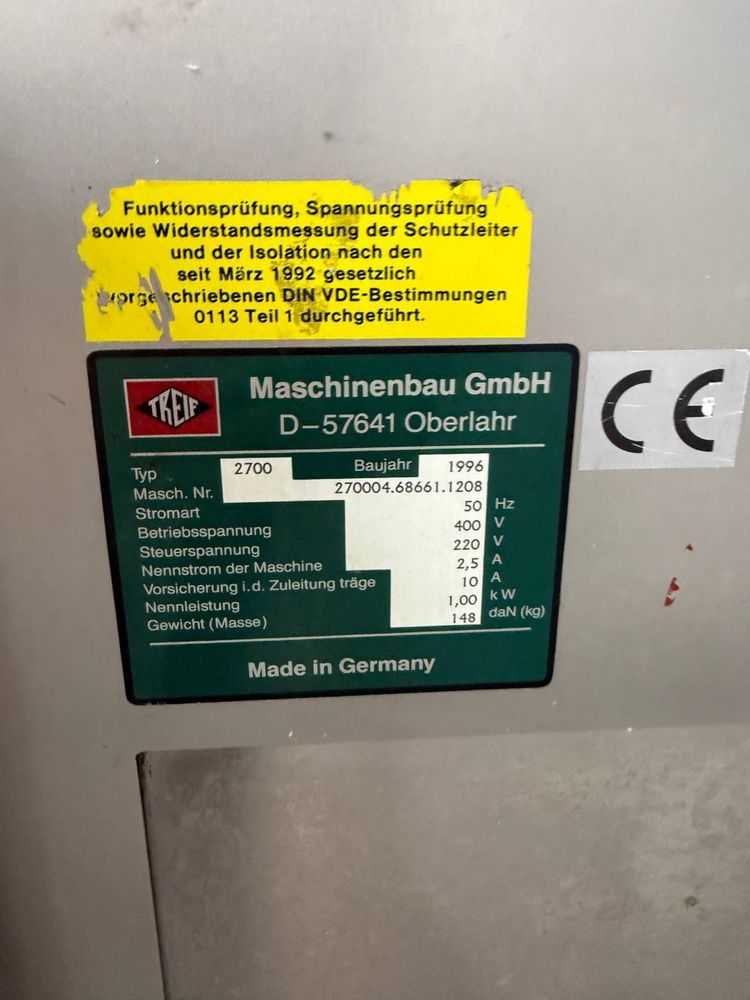 Funktionsprüfung, Spannungsprüfung
sowie Widerstandsmessung der Schutzleiter
und der Isolation nach den
seit März 1992 gesetzlich
vorgeschriebenen DIN VDE-Bestimmungen
0113 Teil 1 durchgeführt.
TREIF
Maschinenbau GmbH
D-57641 Oberlahr
CE
Typ 2700 Baujahr 1996
Masch. Nr. 270004.68661.1208
Stromart 50 Hz
Betriebsspannung 400 V
Steuerspannung 220 V
Nennstrom der Maschine 2,5 A
Vorsicherung i.d. Zuleitung träge 10 A
Nennleistung 1,00 kW
Gewicht (Masse) 148 daN (kg)
Made in Germany